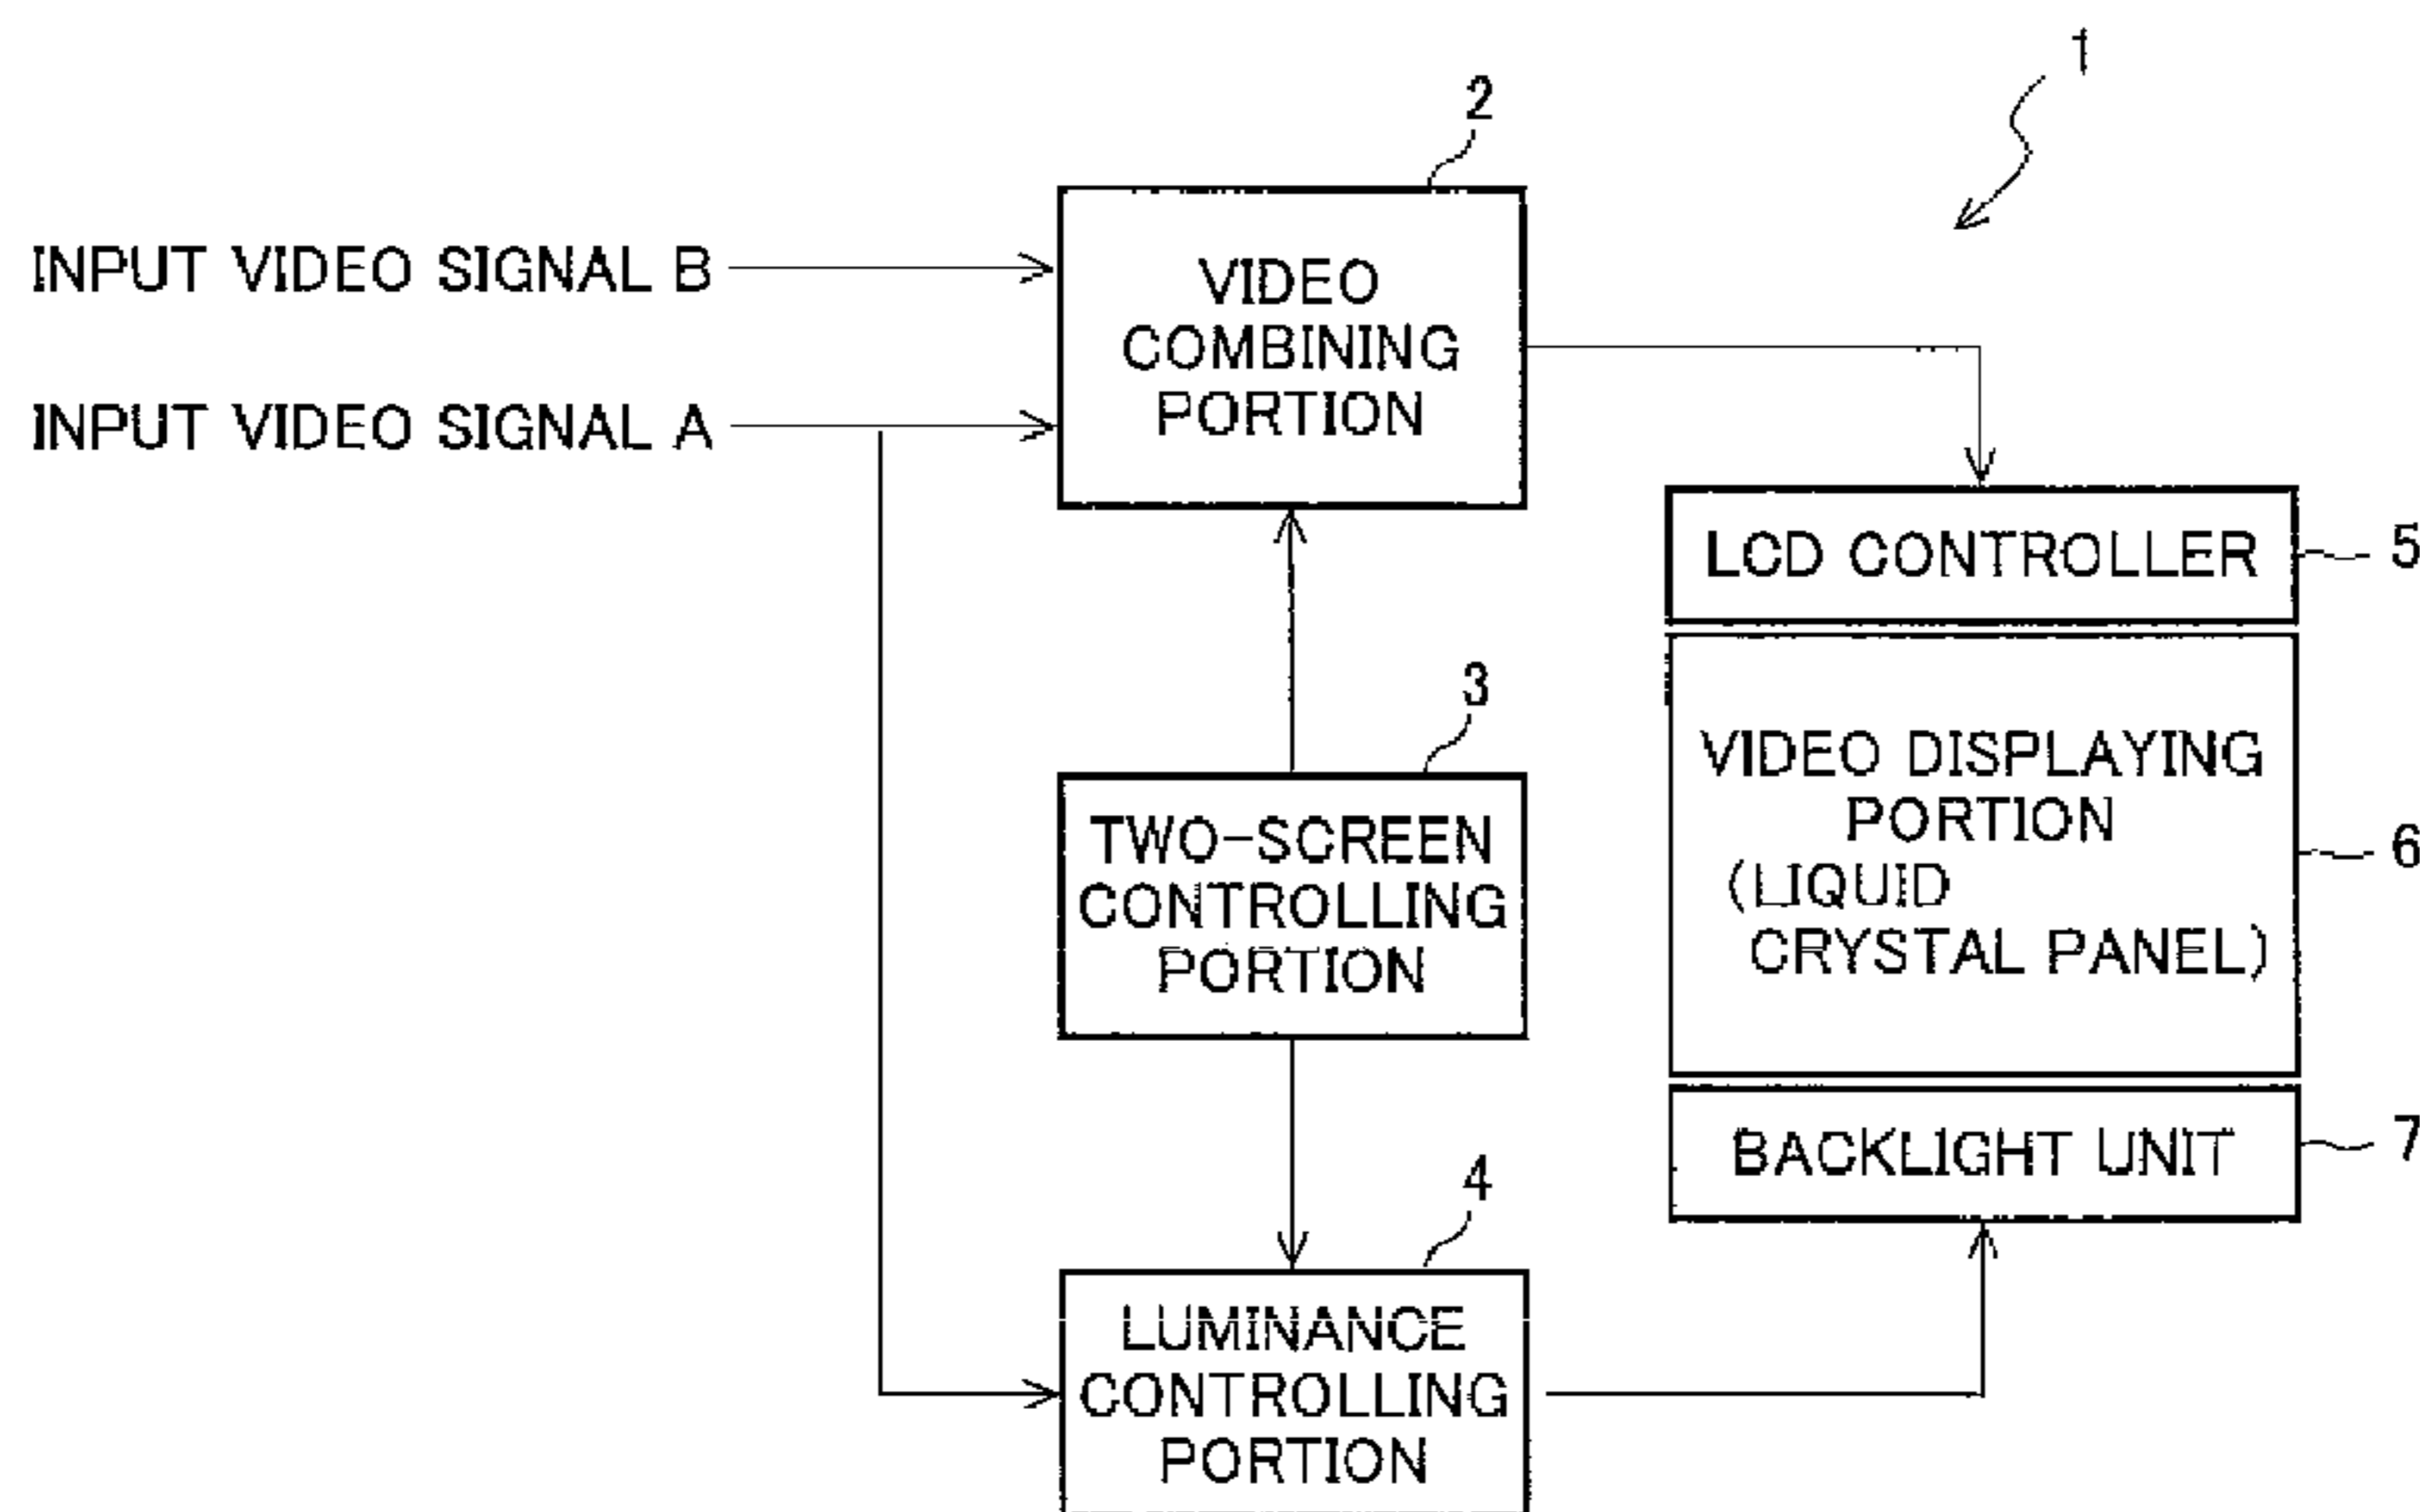 1
2
INPUT VIDEO SIGNAL B
INPUT VIDEO SIGNAL A
VIDEO
COMBINING
PORTION
LCD CONTROLLER
5
3
TWO-SCREEN
CONTROLLING
PORTION
VIDEO DISPLAYING
PORTION
(LIQUID
CRYSTAL PANEL)
6
BACKLIGHT UNIT
7
4
LUMINANCE
CONTROLLING
PORTION